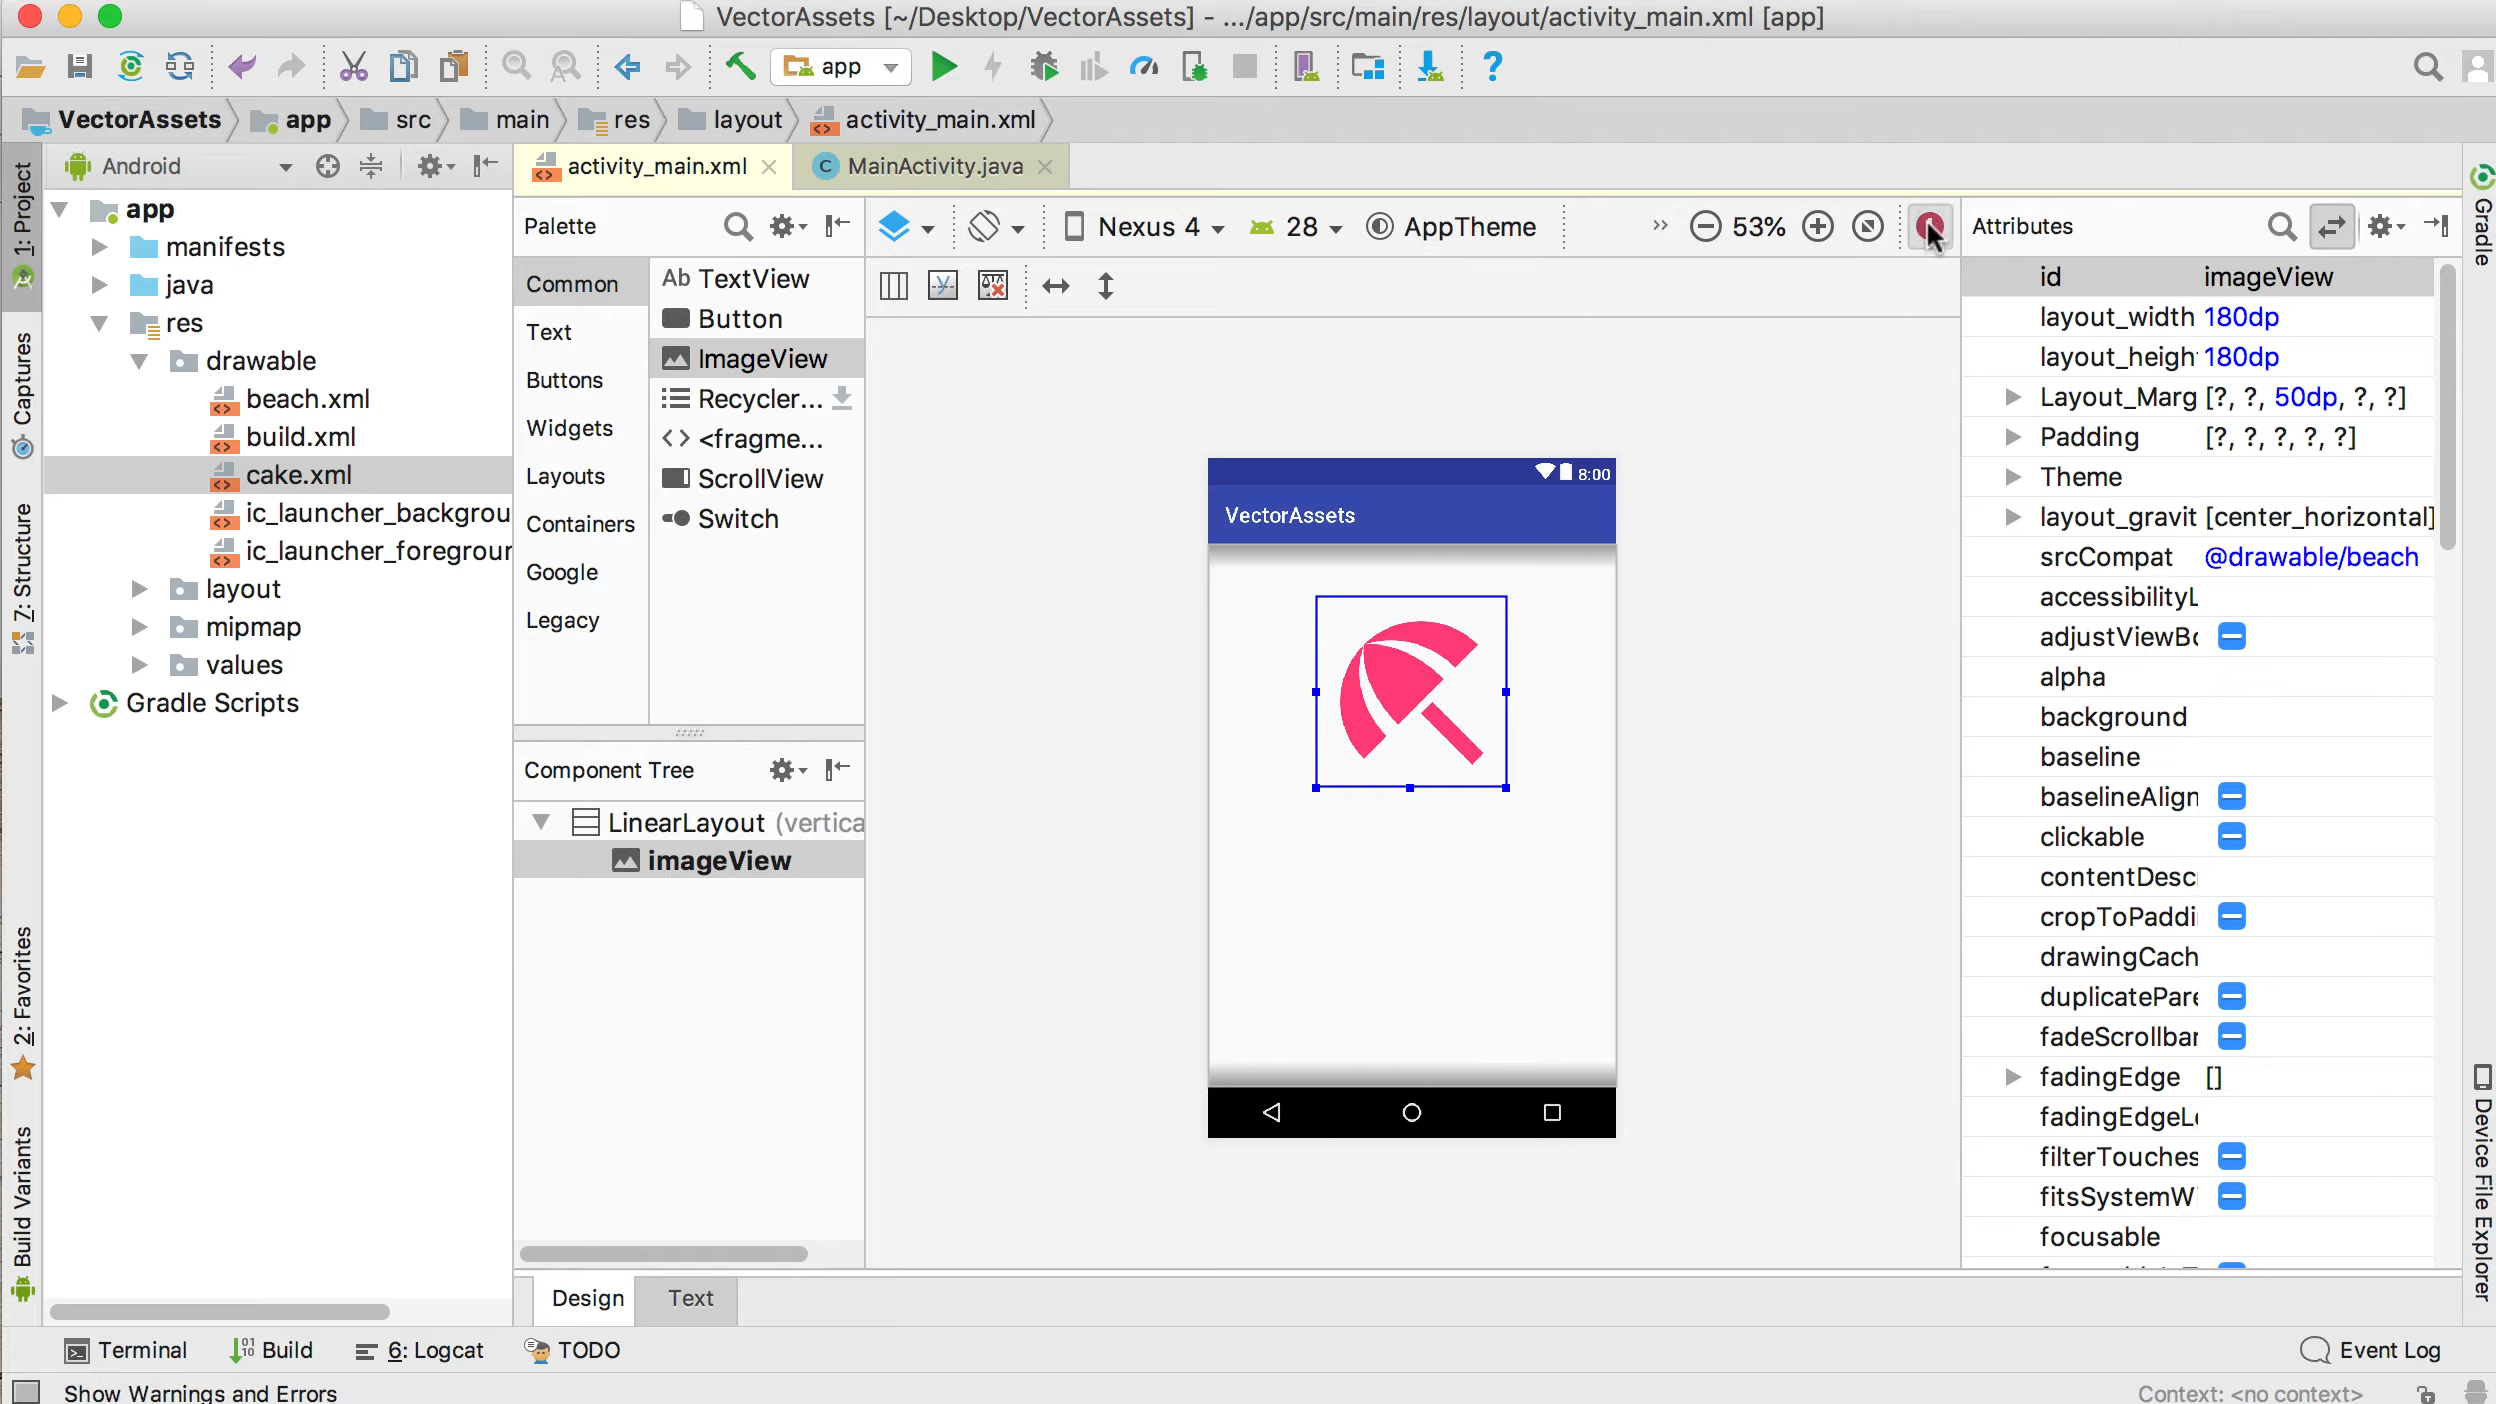 VectorAssets [~/Desktop/VectorAssets] - .../app/src/main/res/layout/activity_main.xml [app]
app
VectorAssets app src main res layout activity_main.xml
1: Project
Captures
7: Structure
2: Favorites
Build Variants
Android
app
manifests
java
res
drawable
beach.xml
build.xml
cake.xml
ic_launcher_backgrou
ic_launcher_foregrour
layout
mipmap
values
Gradle Scripts
activity_main.xml
MainActivity.java
Palette
Common
Text
Buttons
Widgets
Layouts
Containers
Google
Legacy
Ab TextView
Button
ImageView
Recycler...
<fragme...
ScrollView
Switch
Component Tree
LinearLayout (vertica
imageView
Nexus 4 28 AppTheme 53%
8:00
VectorAssets
Attributes
id imageView
layout_width 180dp
layout_heigh 180dp
Layout_Marg [?, ?, 50dp, ?, ?]
Padding [?, ?, ?, ?, ?]
Theme
layout_gravit [center_horizontal]
srcCompat @drawable/beach
accessibilityL
adjustViewBo
alpha
background
baseline
baselineAlign
clickable
contentDesc
cropToPaddi
drawingCach
duplicatePare
fadeScrollbar
fadingEdge []
fadingEdgeLe
filterTouches
fitsSystemW
focusable
Gradle
Device File Explorer
Design Text
Terminal Build 6: Logcat TODO
Event Log
Show Warnings and Errors
Context: <no context>